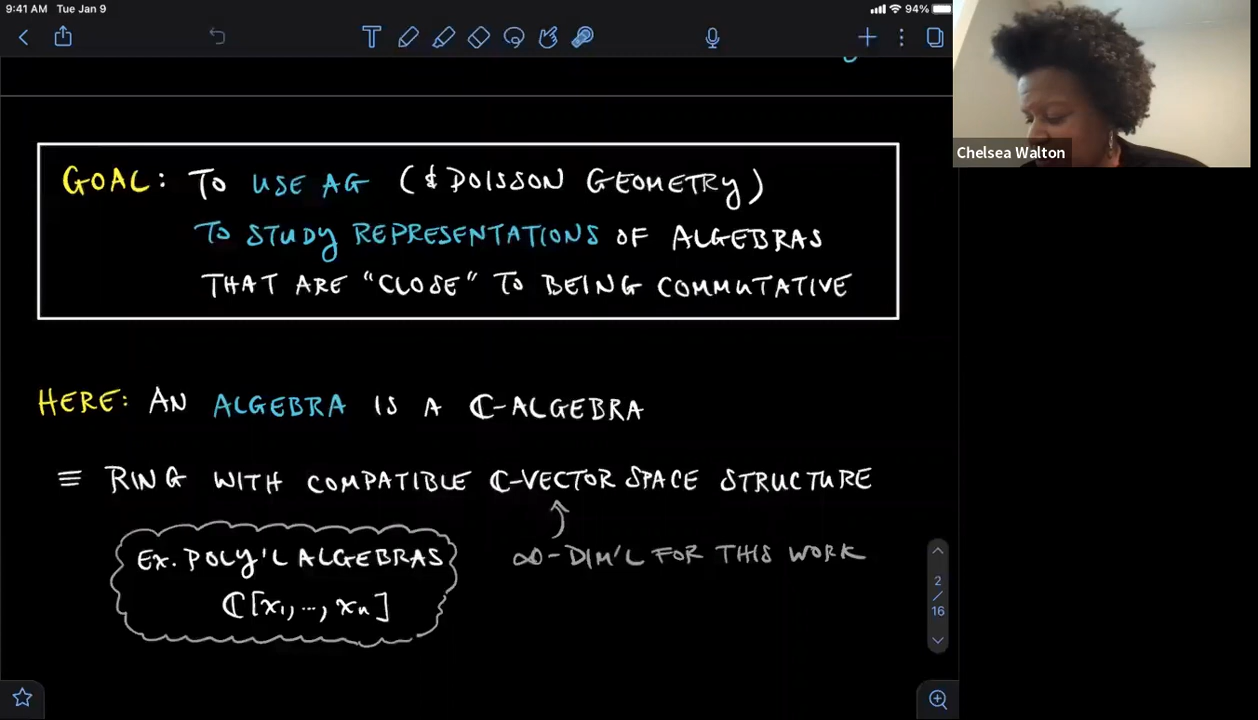 9:41 AM Tue Jan 9
94%
Chelsea Walton
GOAL: TO USE AG (& POISSON GEOMETRY)
TO STUDY REPRESENTATIONS OF ALGEBRAS
THAT ARE "CLOSE" TO BEING COMMUTATIVE
HERE: AN ALGEBRA IS A ℂ-ALGEBRA
≡ RING WITH COMPATIBLE ℂ-VECTOR SPACE STRUCTURE
∞-DIM'L FOR THIS WORK
EX. POLY'L ALGEBRAS
ℂ[x₁, ..., xₙ]
2
/
16